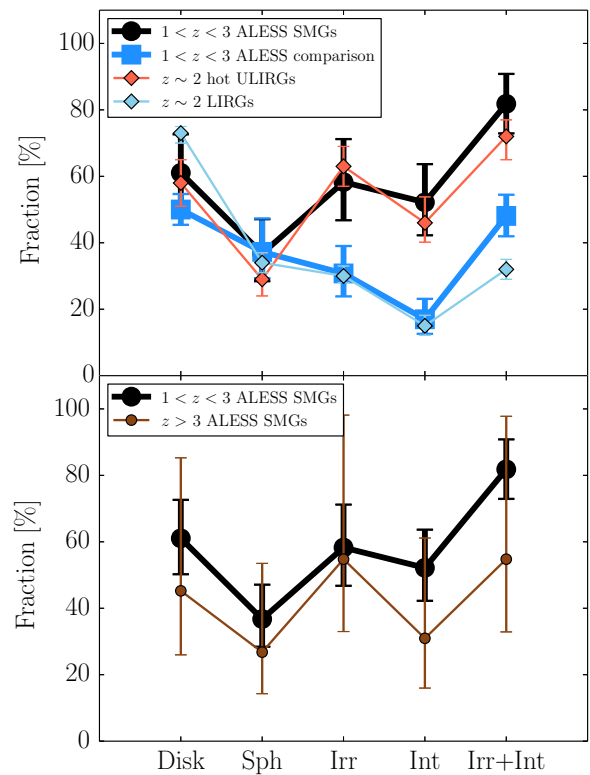 100
80
60
40
20
0
Fraction [%]
1 < z < 3 ALESS SMGs
1 < z < 3 ALESS comparison
z ∼ 2 hot ULIRGs
z ∼ 2 LIRGs
100
80
60
40
20
0
Fraction [%]
1 < z < 3 ALESS SMGs
z > 3 ALESS SMGs
Disk Sph Irr Int Irr+Int